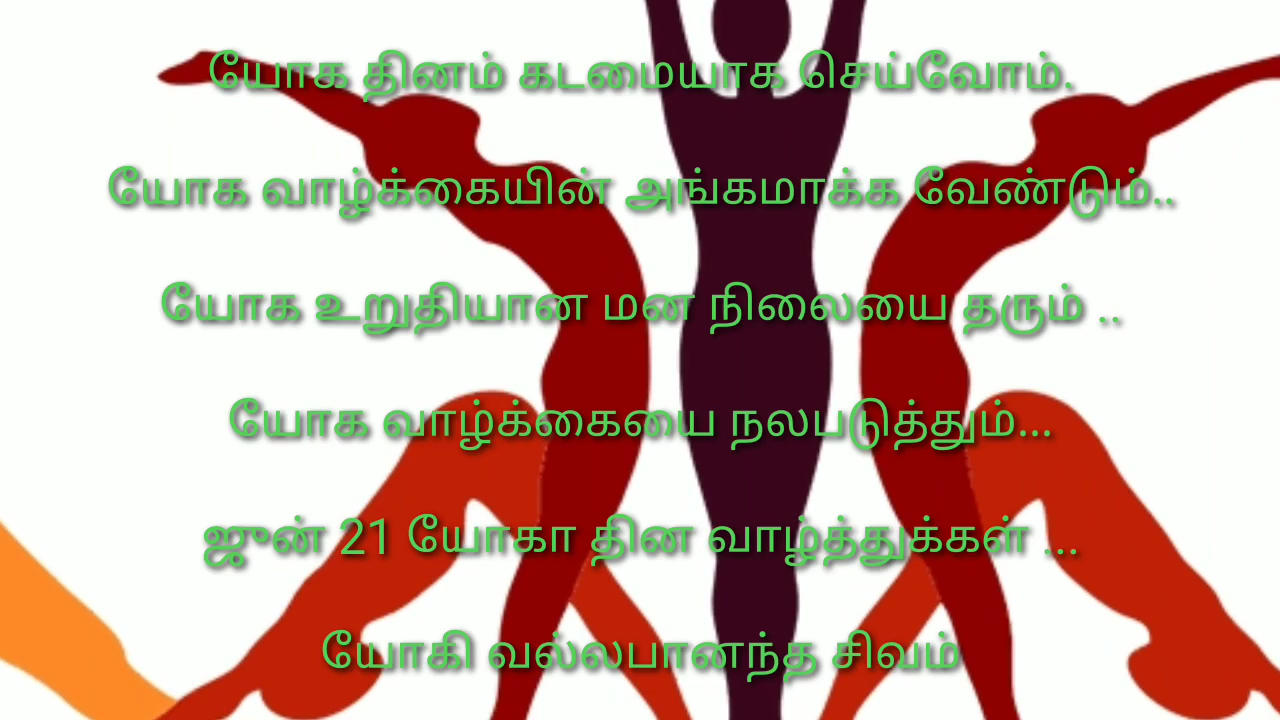 யோக தினம் கடமையாக செய்வோம்.
யோக வாழ்க்கையின் அங்கமாக்க வேண்டும்..
யோக உறுதியான மன நிலையை தரும் ..
யோக வாழ்க்கையை நலபடுத்தும்...
ஜுன் 21 யோகா தின வாழ்த்துக்கள் ...
யோகி வல்லபானந்த சிவம்